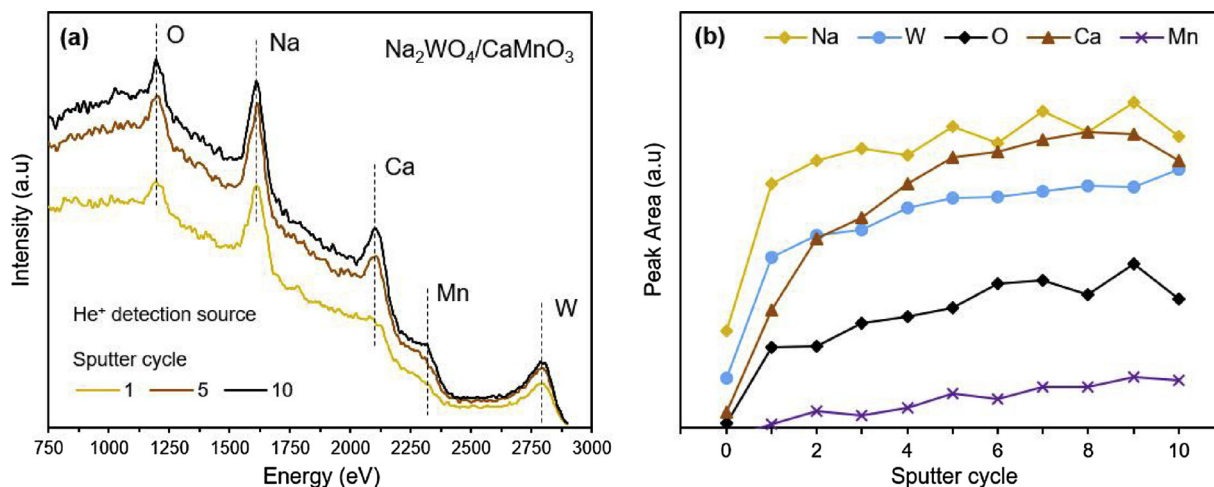 (a)
O
Na
Na₂WO₄/CaMnO₃
Ca
Mn
W
He⁺ detection source
Sputter cycle
1 5 10
Intensity (a.u)
750 1000 1250 1500 1750 2000 2250 2500 2750 3000
Energy (eV)
(b)
Na W O Ca Mn
Peak Area (a.u)
0 2 4 6 8 10
Sputter cycle